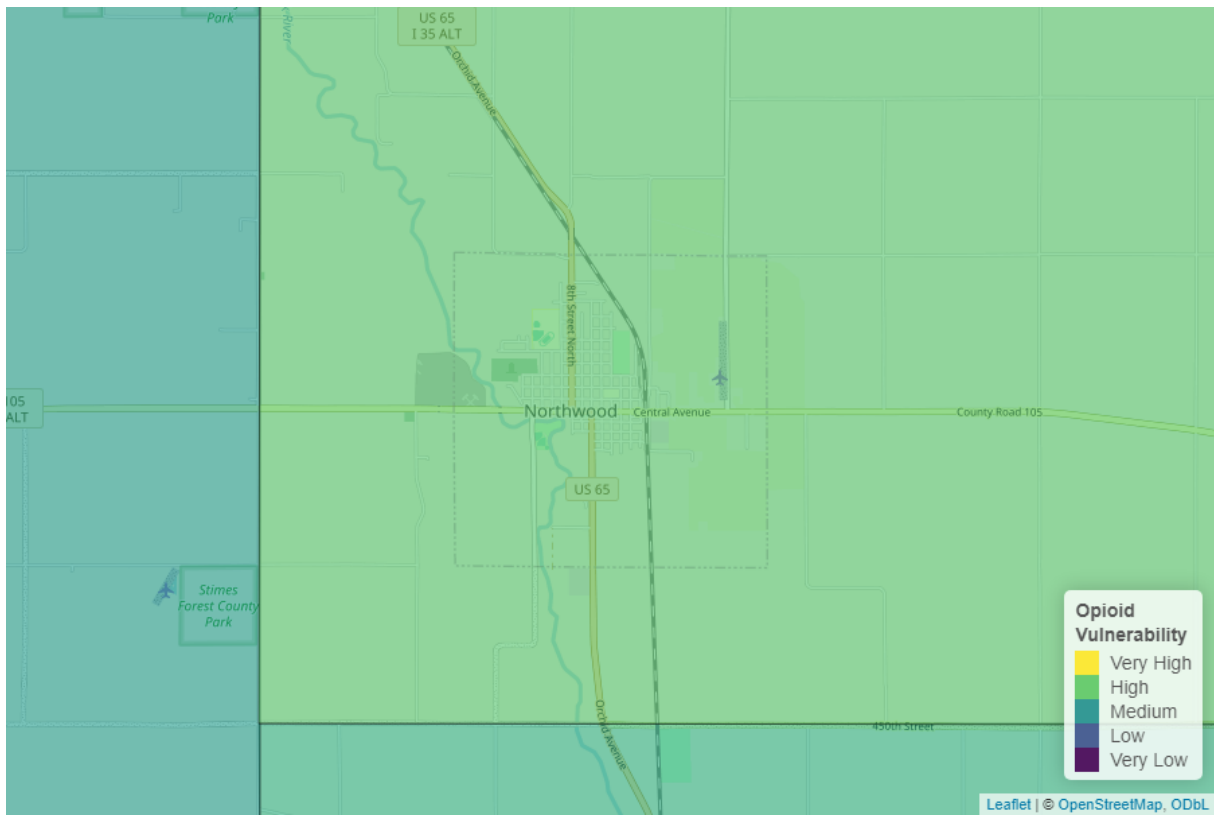 Park
River
US 65
I 35 ALT
Orchid Avenue
8th Street North
105
ALT
Northwood
Central Avenue
County Road 105
US 65
Stimes
Forest County
Park
Orchid Avenue
450th Street
Opioid
Vulnerability
Very High
High
Medium
Low
Very Low
Leaflet | © OpenStreetMap, ODbL